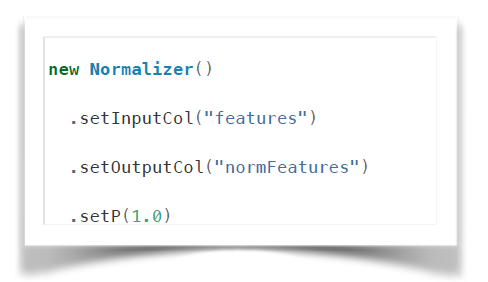 new Normalizer()
.setInputCol("features")
.setOutputCol("normFeatures")
.setP(1.0)